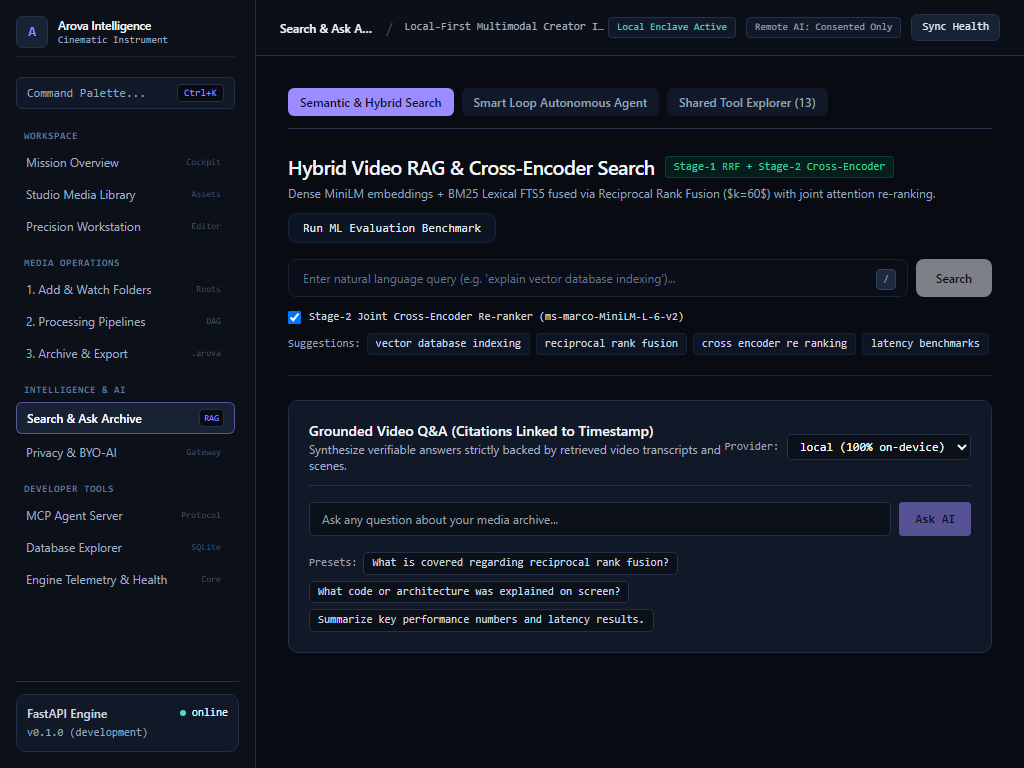 A
Arova Intelligence
Cinematic Instrument
Command Palette... Ctrl+K
WORKSPACE
Mission Overview Cockpit
Studio Media Library Assets
Precision Workstation Editor
MEDIA OPERATIONS
1. Add & Watch Folders Roots
2. Processing Pipelines DAG
3. Archive & Export .arova
INTELLIGENCE & AI
Search & Ask Archive RAG
Privacy & BYO-AI Gateway
DEVELOPER TOOLS
MCP Agent Server Protocol
Database Explorer SQLite
Engine Telemetry & Health Core
FastAPI Engine online
v0.1.0 (development)
Search & Ask A... / Local-First Multimodal Creator I... Local Enclave Active Remote AI: Consented Only Sync Health
Semantic & Hybrid Search Smart Loop Autonomous Agent Shared Tool Explorer (13)
Hybrid Video RAG & Cross-Encoder Search Stage-1 RRF + Stage-2 Cross-Encoder
Dense MiniLM embeddings + BM25 Lexical FTS5 fused via Reciprocal Rank Fusion ($k=60$) with joint attention re-ranking.
Run ML Evaluation Benchmark
Enter natural language query (e.g. 'explain vector database indexing')... / Search
Stage-2 Joint Cross-Encoder Re-ranker (ms-marco-MiniLM-L-6-v2)
Suggestions: vector database indexing reciprocal rank fusion cross encoder re ranking latency benchmarks
Grounded Video Q&A (Citations Linked to Timestamp)
Synthesize verifiable answers strictly backed by retrieved video transcripts and
scenes.
Provider: local (100% on-device)
Ask any question about your media archive... Ask AI
Presets: What is covered regarding reciprocal rank fusion?
What code or architecture was explained on screen?
Summarize key performance numbers and latency results.